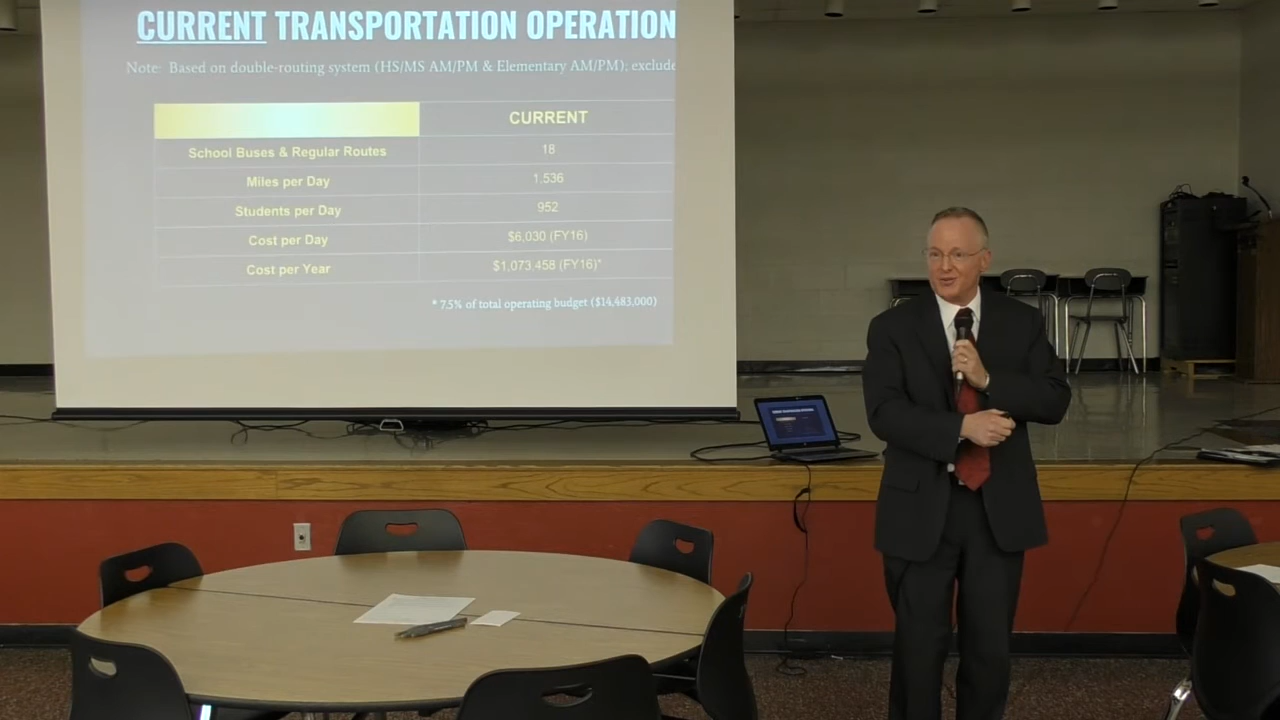 CURRENT TRANSPORTATION OPERATION
Note: Based on double-routing system (HS/MS AM/PM & Elementary AM/PM); exclude
CURRENT
School Buses & Regular Routes 18
Miles per Day 1,536
Students per Day 952
Cost per Day $6,030 (FY16)
Cost per Year $1,073,458 (FY16)*
* 7.5% of total operating budget ($14,483,000)